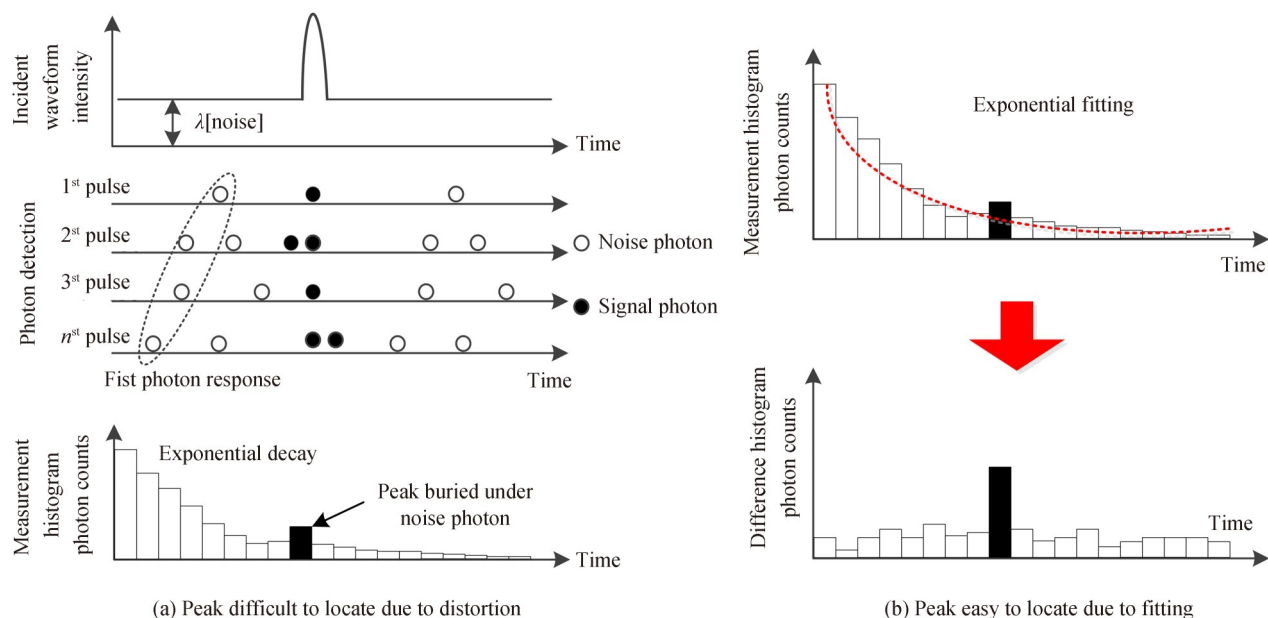 Incident
waveform
intensity
λ[noise]
Time
Photon detection
1st pulse
2nd pulse
3st pulse
nst pulse
Noise photon
Signal photon
Fist photon response
Time
Measurement
histogram
photon counts
Exponential decay
Peak buried under
noise photon
Time
(a) Peak difficult to locate due to distortion
Measurement histogram
photon counts
Exponential fitting
Time
Difference histogram
photon counts
Time
(b) Peak easy to locate due to fitting